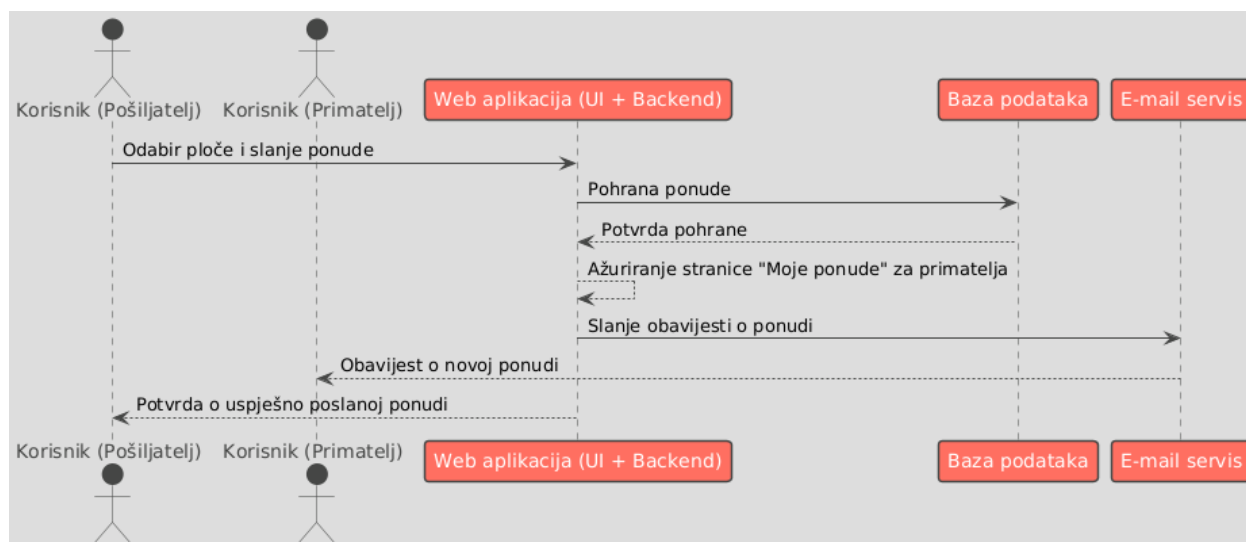 Korisnik (Pošiljatelj)
Korisnik (Primatelj)
Web aplikacija (UI + Backend)
Baza podataka
E-mail servis
Odabir ploče i slanje ponude
Pohrana ponude
Potvrda pohrane
Ažuriranje stranice "Moje ponude" za primatelja
Slanje obavijesti o ponudi
Obavijest o novoj ponudi
Potvrda o uspješno poslanoj ponudi
Korisnik (Pošiljatelj)
Korisnik (Primatelj)
Web aplikacija (UI + Backend)
Baza podataka
E-mail servis